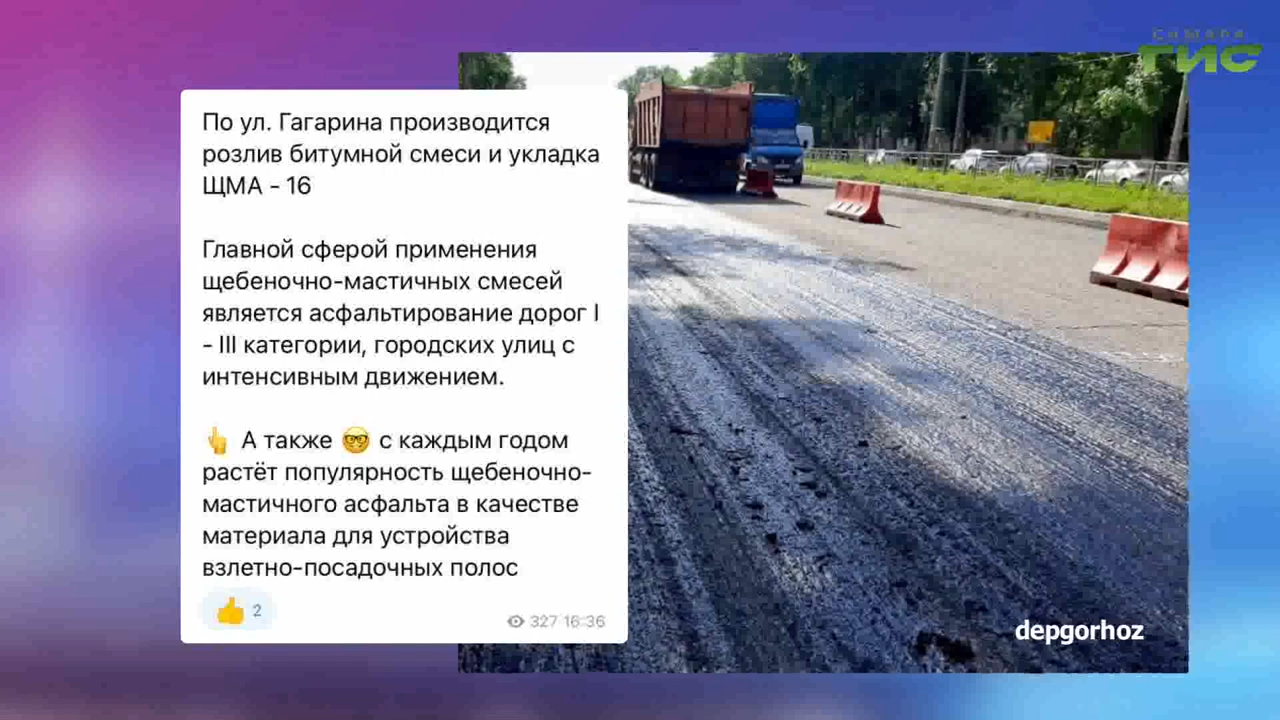 САМАРА
ГИС
По ул. Гагарина производится
розлив битумной смеси и укладка
ЩМА - 16
Главной сферой применения
щебеночно-мастичных смесей
является асфальтирование дорог I
- III категории, городских улиц с
интенсивным движением.
👆 А также 🤓 с каждым годом
растёт популярность щебеночно-
мастичного асфальта в качестве
материала для устройства
взлетно-посадочных полос
👍 2
327 16:36
depgorhoz